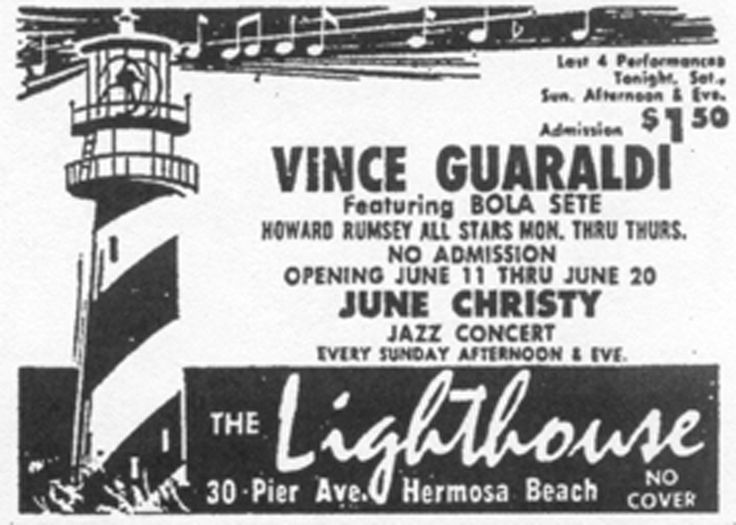 Last 4 Performances
Tonight, Sat.,
Sun. Afternoon & Eve.
Admission $1.50
VINCE GUARALDI
Featuring BOLA SETE
HOWARD RUMSEY ALL STARS MON. THRU THURS.
NO ADMISSION
OPENING JUNE 11 THRU JUNE 20
JUNE CHRISTY
JAZZ CONCERT
EVERY SUNDAY AFTERNOON & EVE.
THE Lighthouse
30 Pier Ave. Hermosa Beach
NO
COVER